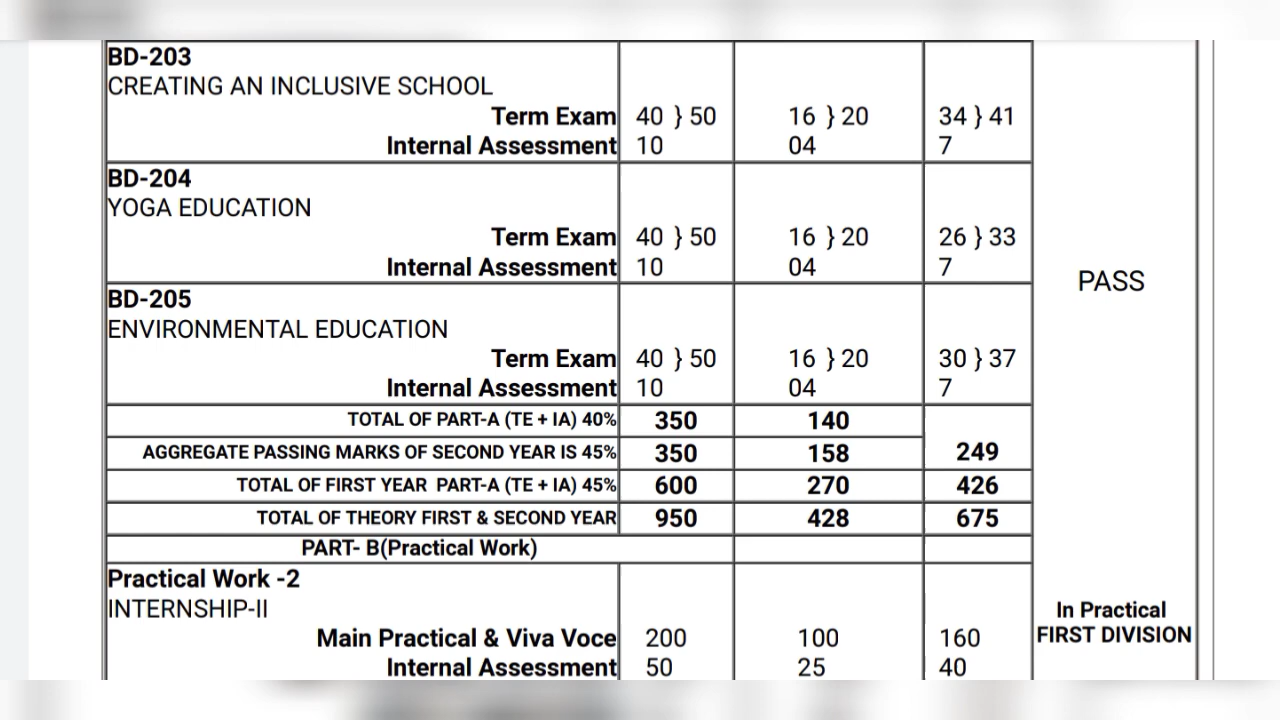 BD-203
CREATING AN INCLUSIVE SCHOOL
Term Exam 40 } 50 16 } 20 34 } 41
Internal Assessment 10 04 7
BD-204
YOGA EDUCATION
Term Exam 40 } 50 16 } 20 26 } 33
Internal Assessment 10 04 7
PASS
BD-205
ENVIRONMENTAL EDUCATION
Term Exam 40 } 50 16 } 20 30 } 37
Internal Assessment 10 04 7
TOTAL OF PART-A (TE + IA) 40% 350 140
AGGREGATE PASSING MARKS OF SECOND YEAR IS 45% 350 158 249
TOTAL OF FIRST YEAR PART-A (TE + IA) 45% 600 270 426
TOTAL OF THEORY FIRST & SECOND YEAR 950 428 675
PART- B(Practical Work)
Practical Work -2
INTERNSHIP-II
In Practical
FIRST DIVISION
Main Practical & Viva Voce 200 100 160
Internal Assessment 50 25 40